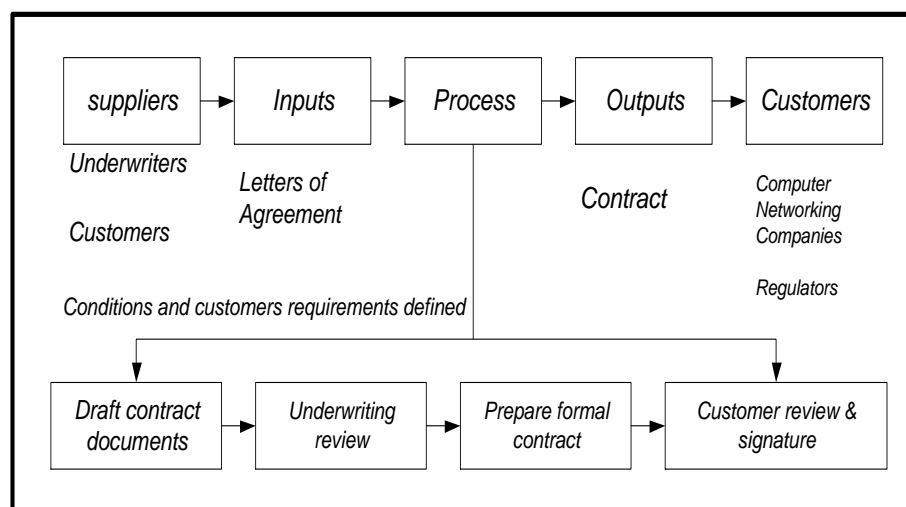 suppliers
Inputs
Process
Outputs
Customers
Underwriters
Customers
Letters of
Agreement
Contract
Computer
Networking
Companies
Regulators
Conditions and customers requirements defined
Draft contract
documents
Underwriting
review
Prepare formal
contract
Customer review &
signature